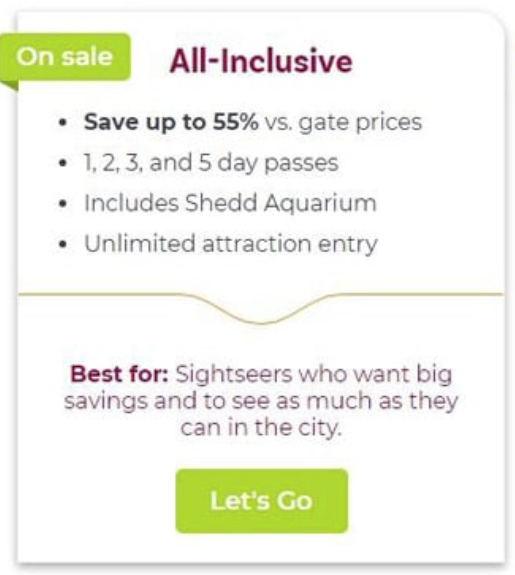 On sale
All-Inclusive
• Save up to 55% vs. gate prices
• 1, 2, 3, and 5 day passes
• Includes Shedd Aquarium
• Unlimited attraction entry
Best for: Sightseers who want big
savings and to see as much as they
can in the city.
Let's Go